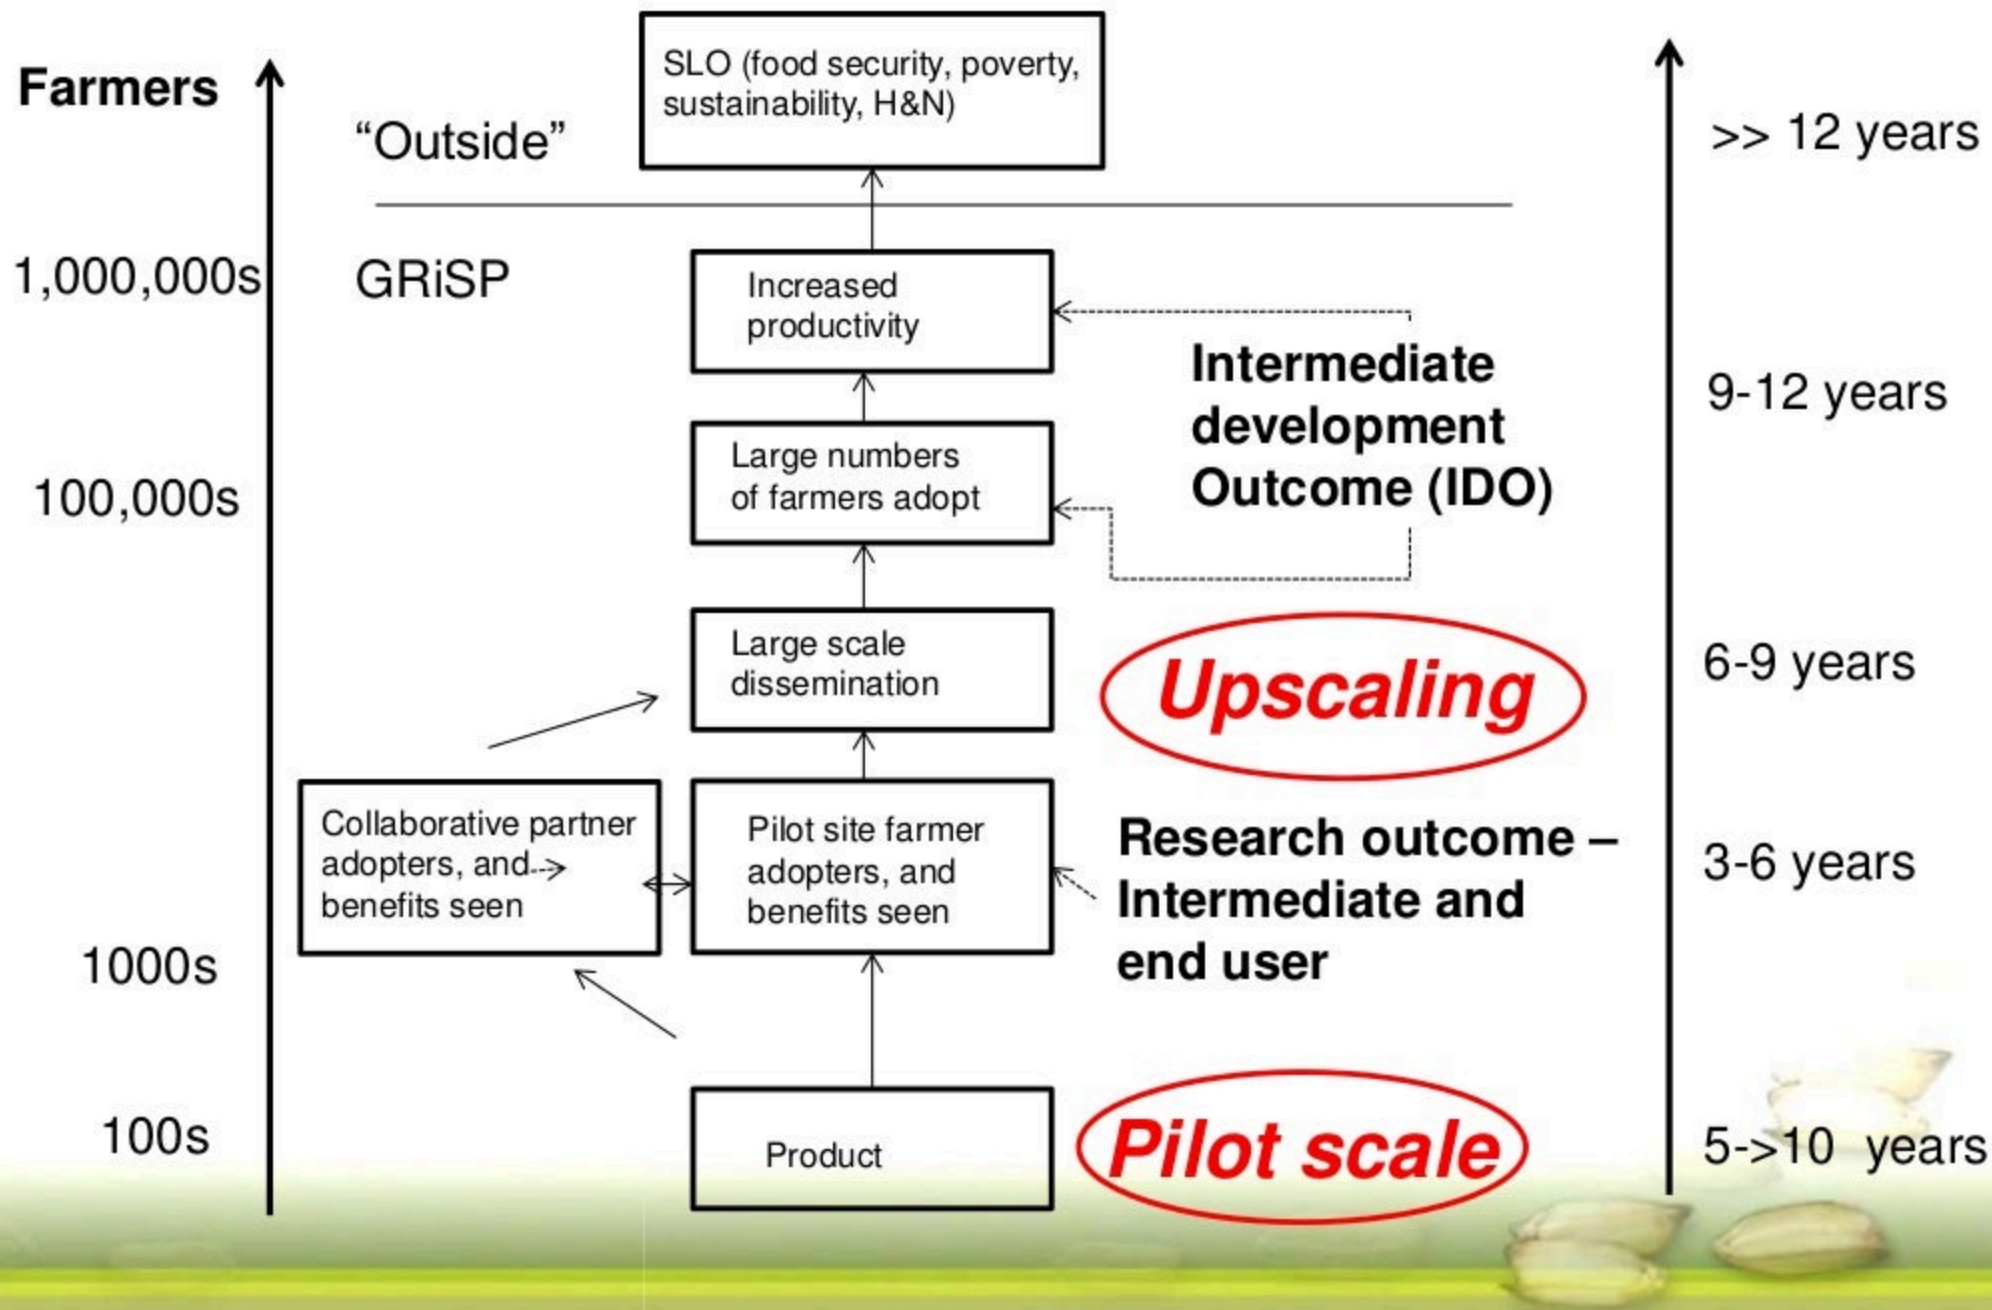 Farmers
SLO (food security, poverty,
sustainability, H&N)
“Outside”
>> 12 years
1,000,000s
GRiSP
Increased
productivity
Intermediate
development
Outcome (IDO)
9-12 years
100,000s
Large numbers
of farmers adopt
Large scale
dissemination
Upscaling
6-9 years
Collaborative partner
adopters, and
benefits seen
Pilot site farmer
adopters, and
benefits seen
Research outcome –
Intermediate and
end user
3-6 years
1000s
100s
Product
Pilot scale
5->10 years